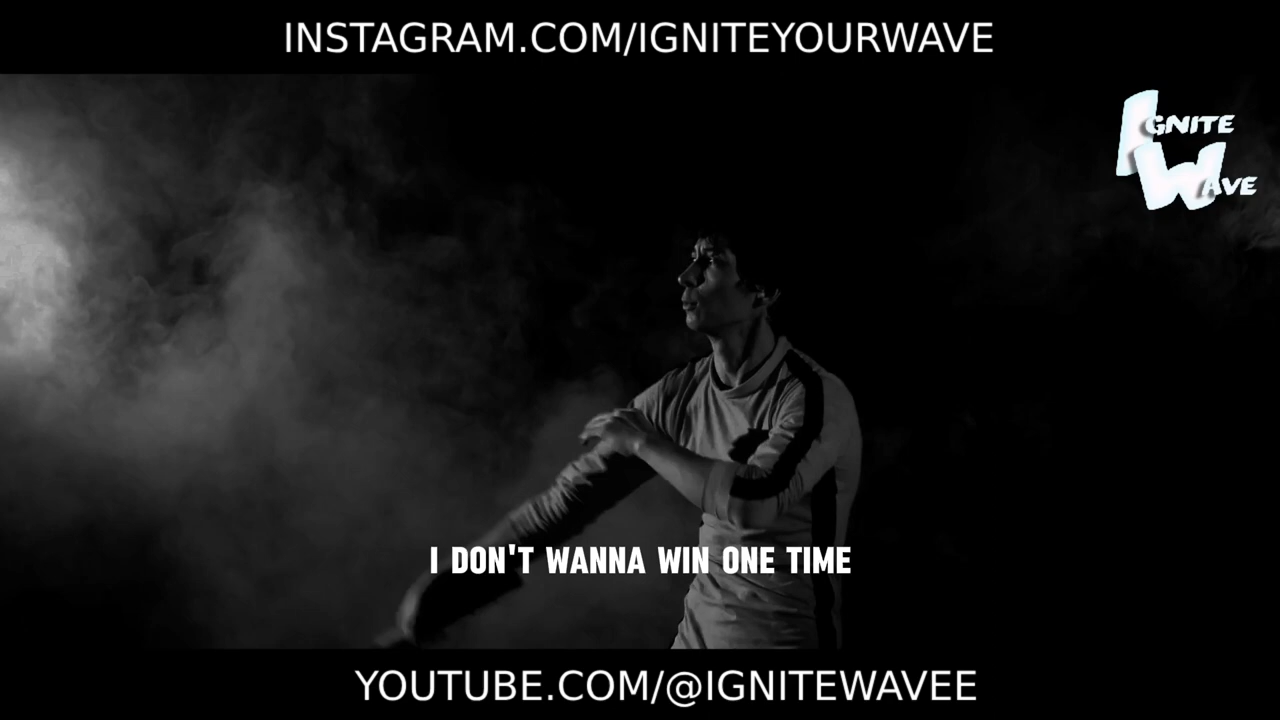 INSTAGRAM.COM/IGNITEYOURWAVE
IGNITE
WAVE
I DON'T WANNA WIN ONE TIME
YOUTUBE.COM/@IGNITEWAVEE